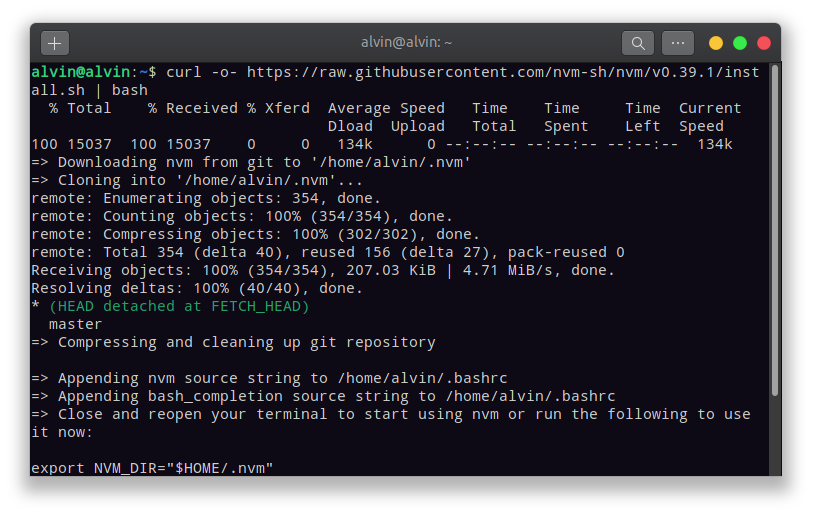 alvin@alvin: ~
alvin@alvin:~$ curl -o- https://raw.githubusercontent.com/nvm-sh/nvm/v0.39.1/inst
all.sh | bash
  % Total    % Received % Xferd  Average Speed   Time    Time     Time  Current
                                 Dload  Upload   Total   Spent    Left  Speed
100 15037  100 15037    0     0   134k      0 --:--:-- --:--:-- --:--:--  134k
=> Downloading nvm from git to '/home/alvin/.nvm'
=> Cloning into '/home/alvin/.nvm'...
remote: Enumerating objects: 354, done.
remote: Counting objects: 100% (354/354), done.
remote: Compressing objects: 100% (302/302), done.
remote: Total 354 (delta 40), reused 156 (delta 27), pack-reused 0
Receiving objects: 100% (354/354), 207.03 KiB | 4.71 MiB/s, done.
Resolving deltas: 100% (40/40), done.
* (HEAD detached at FETCH_HEAD)
  master
=> Compressing and cleaning up git repository

=> Appending nvm source string to /home/alvin/.bashrc
=> Appending bash_completion source string to /home/alvin/.bashrc
=> Close and reopen your terminal to start using nvm or run the following to use
it now:

export NVM_DIR="$HOME/.nvm"